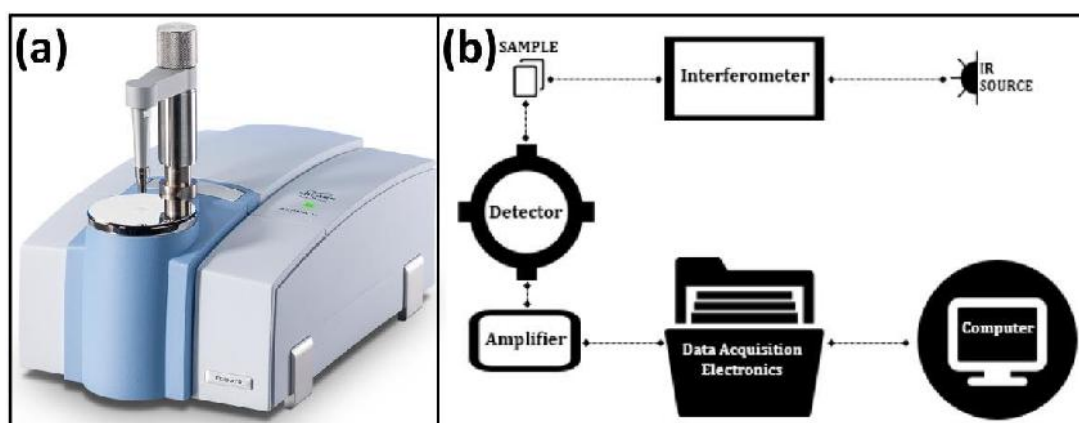 (a)
(b)
SAMPLE
Interferometer
IR
SOURCE
Detector
Amplifier
Data Acquisition
Electronics
Computer